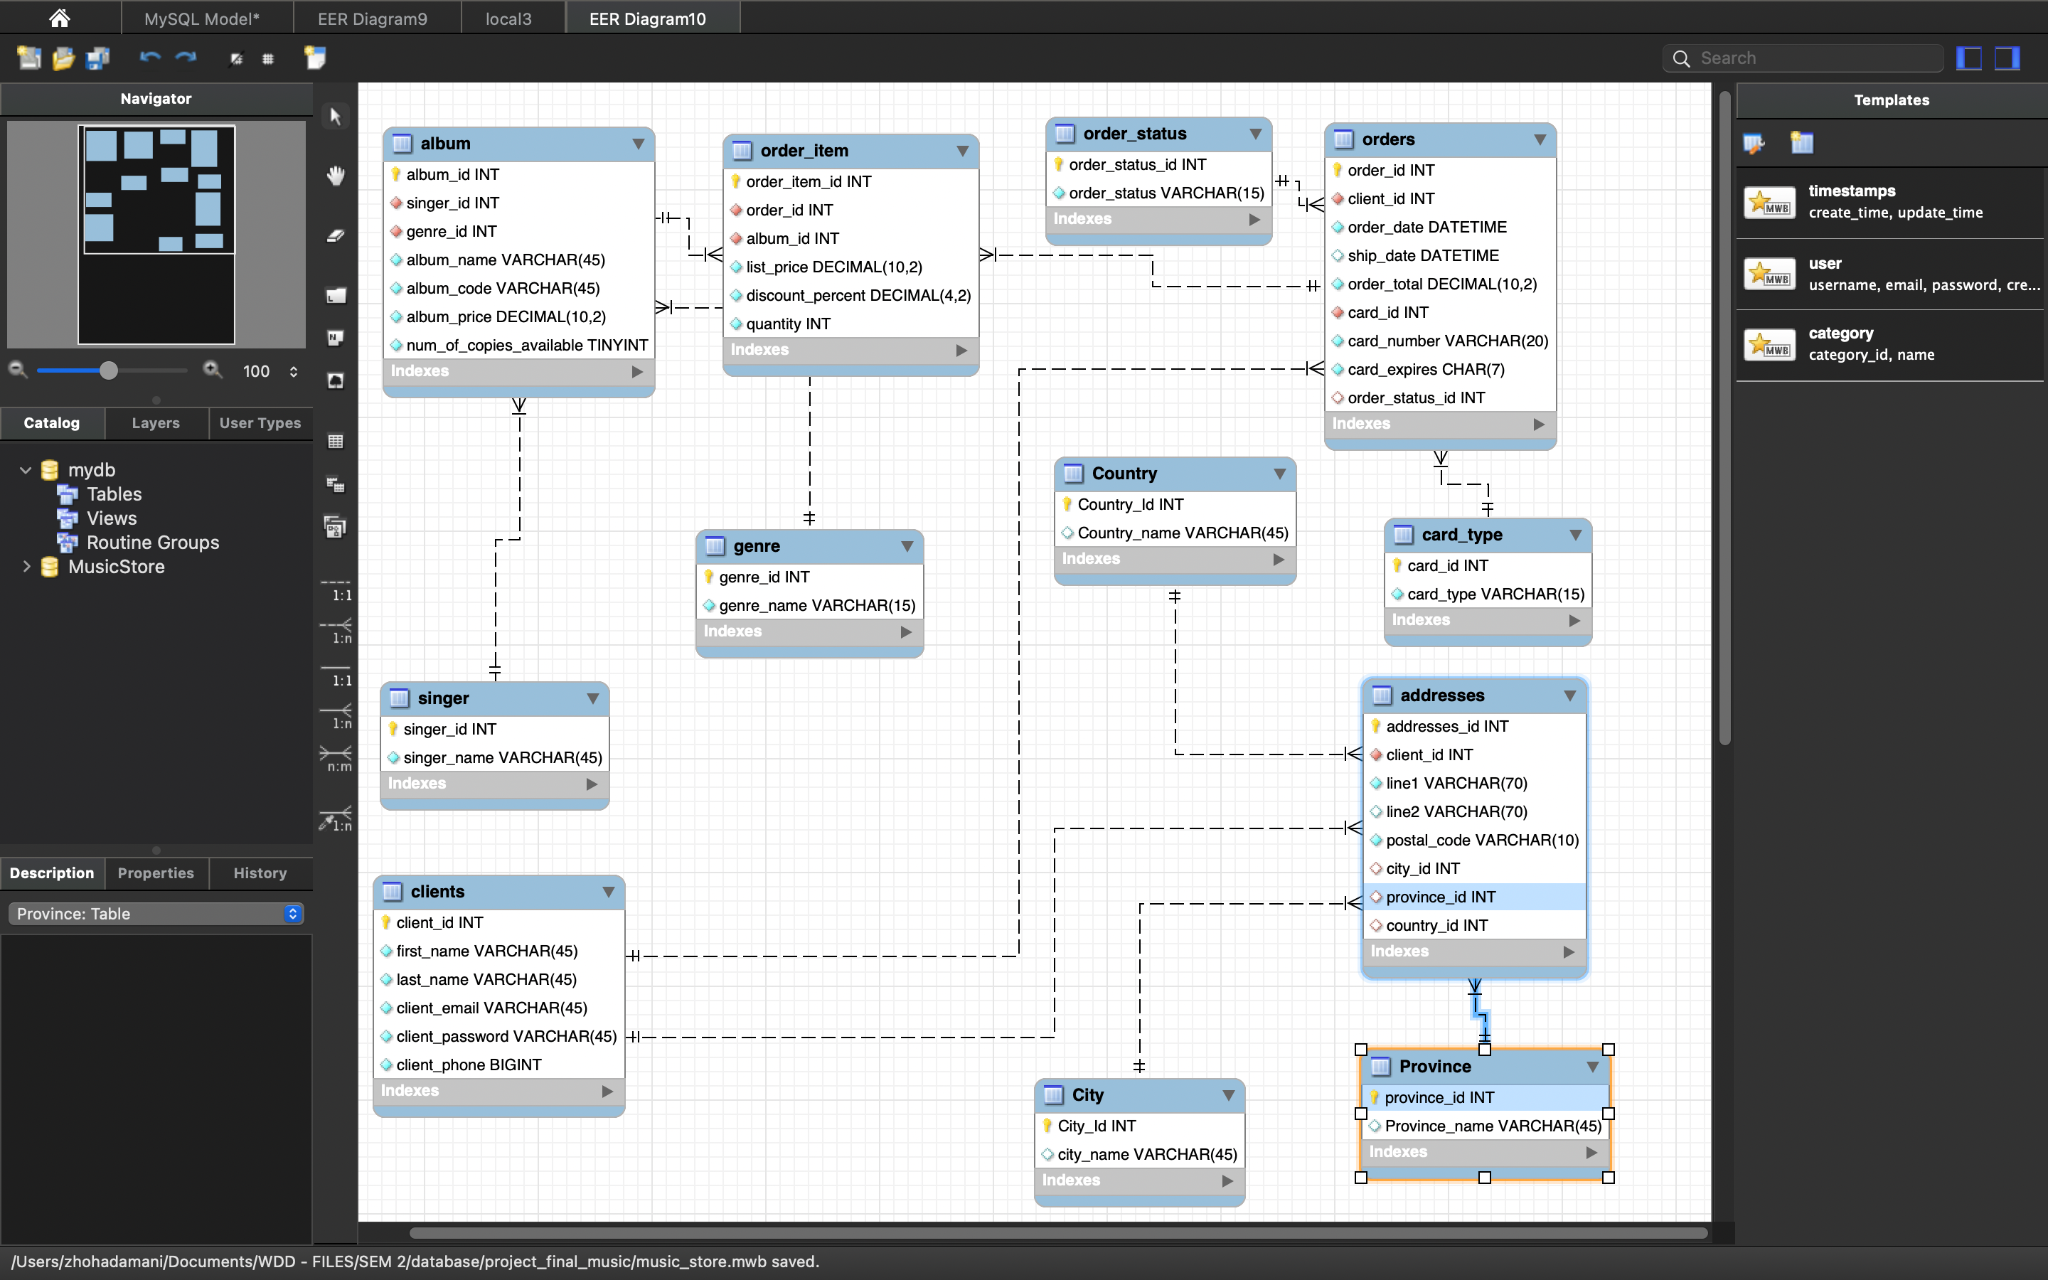 MySQL Model*
EER Diagram9
local3
EER Diagram10
Search
Navigator
100
Catalog
Layers
User Types
mydb
Tables
Views
Routine Groups
MusicStore
Description
Properties
History
Province: Table
1:1
1:n
1:1
1:n
n:m
1:n
album
album_id INT
singer_id INT
genre_id INT
album_name VARCHAR(45)
album_code VARCHAR(45)
album_price DECIMAL(10,2)
num_of_copies_available TINYINT
Indexes
order_item
order_item_id INT
order_id INT
album_id INT
list_price DECIMAL(10,2)
discount_percent DECIMAL(4,2)
quantity INT
Indexes
order_status
order_status_id INT
order_status VARCHAR(15)
Indexes
orders
order_id INT
client_id INT
order_date DATETIME
ship_date DATETIME
order_total DECIMAL(10,2)
card_id INT
card_number VARCHAR(20)
card_expires CHAR(7)
order_status_id INT
Indexes
Country
Country_Id INT
Country_name VARCHAR(45)
Indexes
card_type
card_id INT
card_type VARCHAR(15)
Indexes
genre
genre_id INT
genre_name VARCHAR(15)
Indexes
singer
singer_id INT
singer_name VARCHAR(45)
Indexes
addresses
addresses_id INT
client_id INT
line1 VARCHAR(70)
line2 VARCHAR(70)
postal_code VARCHAR(10)
city_id INT
province_id INT
country_id INT
Indexes
clients
client_id INT
first_name VARCHAR(45)
last_name VARCHAR(45)
client_email VARCHAR(45)
client_password VARCHAR(45)
client_phone BIGINT
Indexes
City
City_Id INT
city_name VARCHAR(45)
Indexes
Province
province_id INT
Province_name VARCHAR(45)
Indexes
Templates
MWB
timestamps
create_time, update_time
MWB
user
username, email, password, cre...
MWB
category
category_id, name
/Users/zhohadamani/Documents/WDD - FILES/SEM 2/database/project_final_music/music_store.mwb saved.